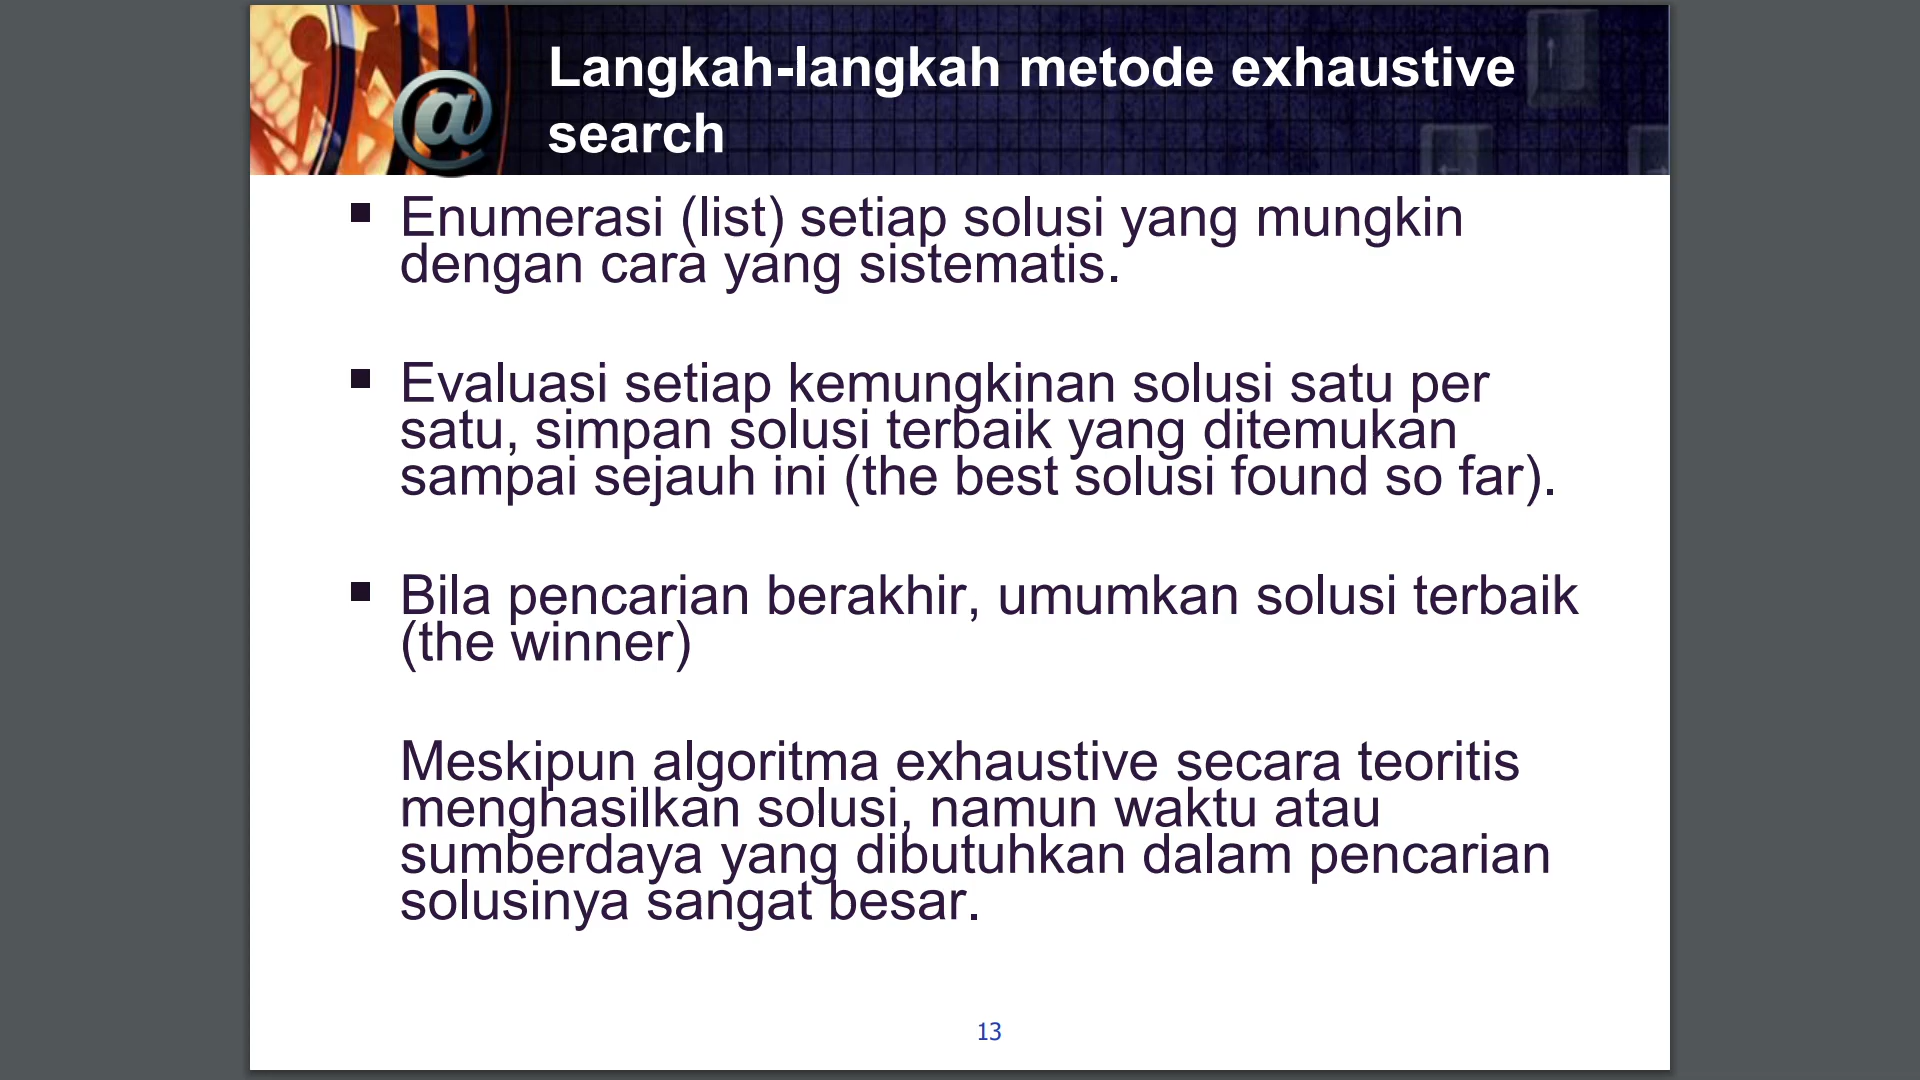 Langkah-langkah metode exhaustive
search
Enumerasi (list) setiap solusi yang mungkin
dengan cara yang sistematis.
Evaluasi setiap kemungkinan solusi satu per
satu, simpan solusi terbaik yang ditemukan
sampai sejauh ini (the best solusi found so far).
Bila pencarian berakhir, umumkan solusi terbaik
(the winner)
Meskipun algoritma exhaustive secara teoritis
menghasilkan solusi, namun waktu atau
sumberdaya yang dibutuhkan dalam pencarian
solusinya sangat besar.
13